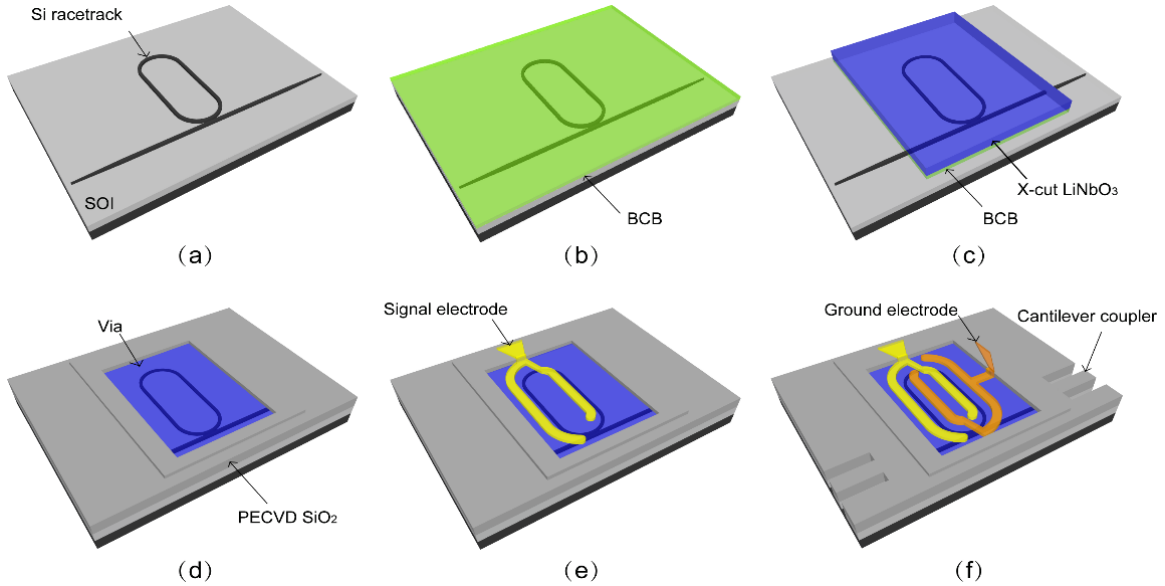 Si racetrack
SOI
(a)
BCB
(b)
X-cut LiNbO₃
BCB
(c)
Via
PECVD SiO₂
(d)
Signal electrode
(e)
Ground electrode
Cantilever coupler
(f)